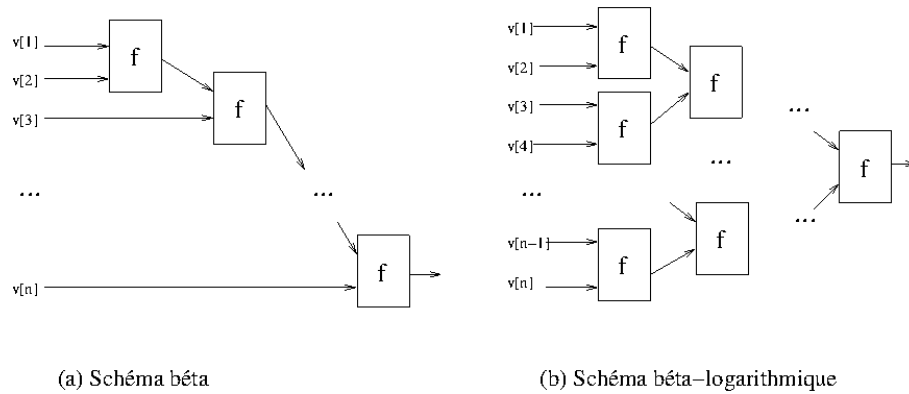 v[1]
v[2]
v[3]
...
v[n]
f
f
...
f
(a) Schéma béta
v[1]
v[2]
v[3]
v[4]
...
v[n-1]
v[n]
f
f
f
f
f
...
...
...
f
(b) Schéma béta-logarithmique